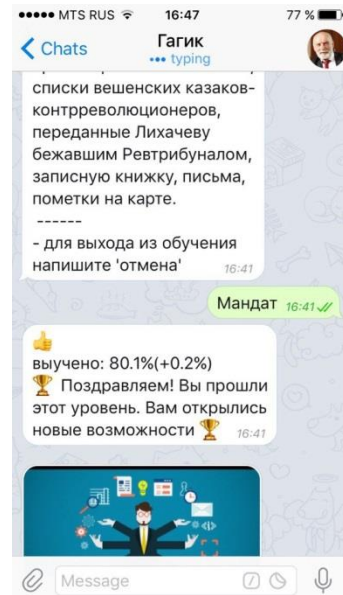 MTS RUS 16:47 77 %
Chats
Гагик
typing
списки вешенских казаков-
контрреволюционеров,
переданные Лихачеву
бежавшим Ревтрибуналом,
записную книжку, письма,
пометки на карте.
------
- для выхода из обучения
напишите 'отмена'
16:41
Мандат 16:41
выучено: 80.1%(+0.2%)
Поздравляем! Вы прошли
этот уровень. Вам открылись
новые возможности
16:41
Message